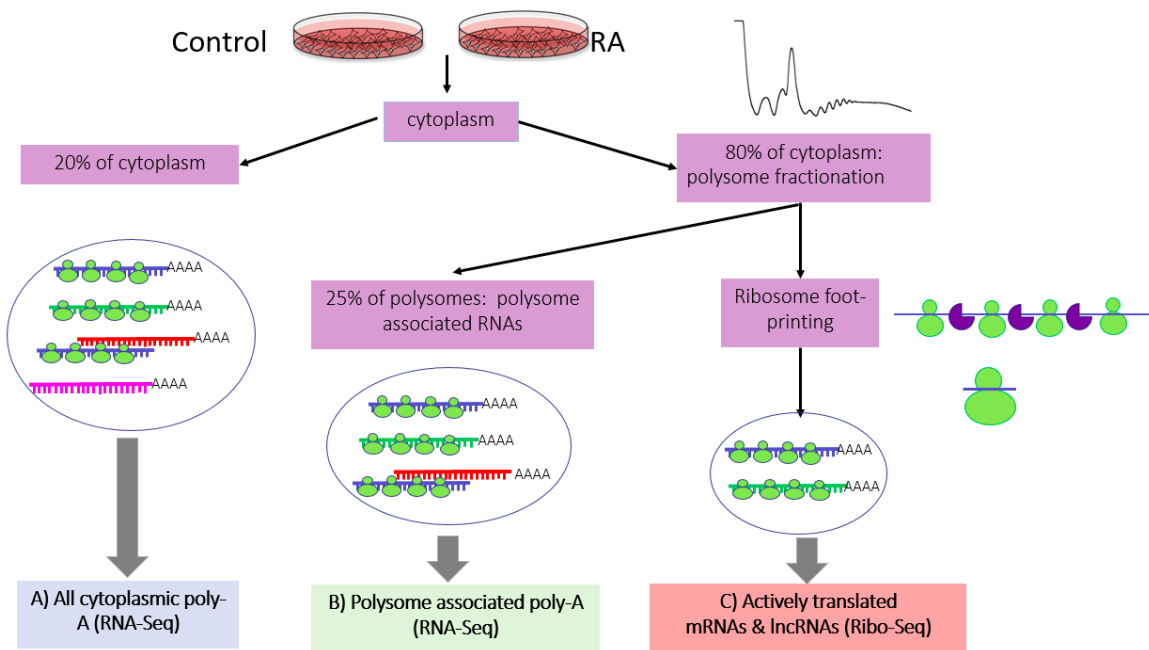 Control
RA
cytoplasm
20% of cytoplasm
80% of cytoplasm:
polysome fractionation
AAAA
AAAA
AAAA
AAAA
25% of polysomes:  polysome
associated RNAs
Ribosome foot-
printing
AAAA
AAAA
AAAA
AAAA
AAAA
A) All cytoplasmic poly-
A (RNA-Seq)
B) Polysome associated poly-A
(RNA-Seq)
C) Actively translated
mRNAs & lncRNAs (Ribo-Seq)